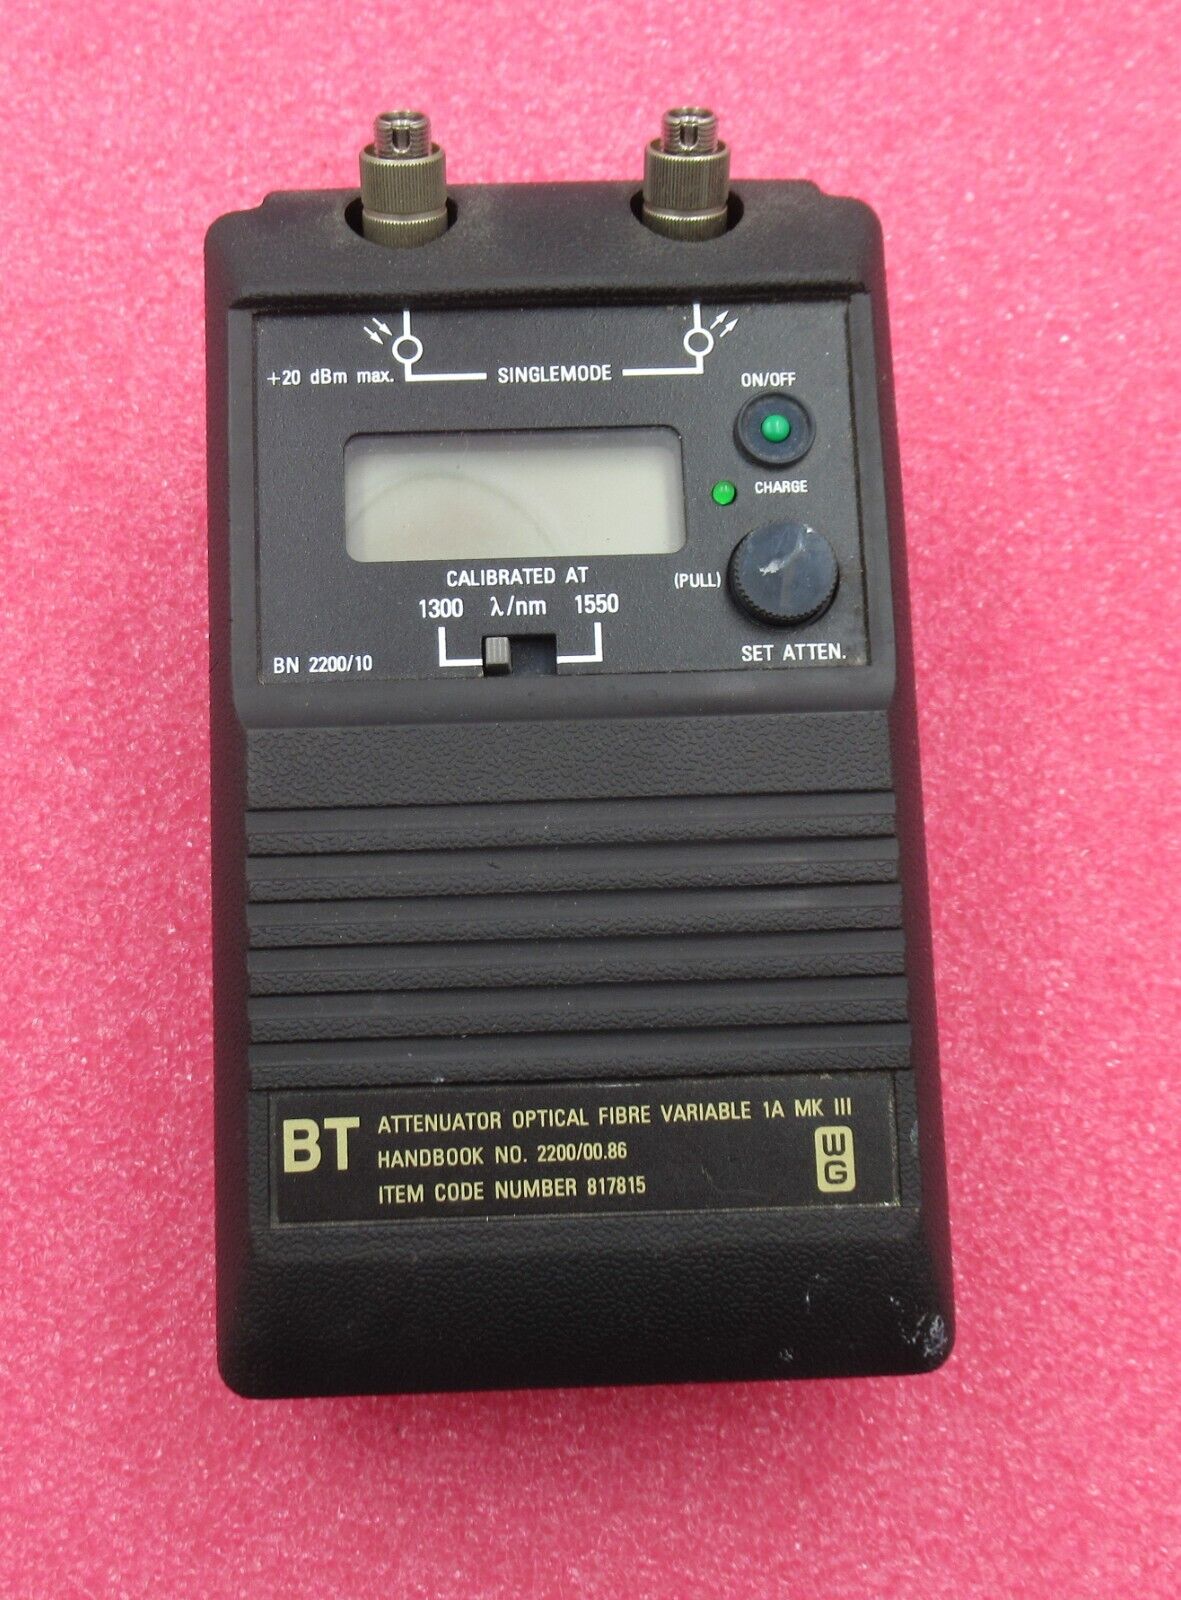 +20 dBm max.
SINGLEMODE
ON/OFF
CHARGE
CALIBRATED AT
(PULL)
1300 λ/nm 1550
BN 2200/10
SET ATTEN.
BT
ATTENUATOR OPTICAL FIBRE VARIABLE 1A MK III
HANDBOOK NO. 2200/00.86
ITEM CODE NUMBER 817815
WG